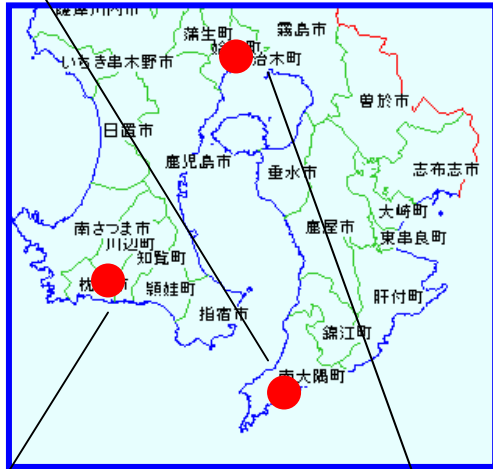 薩摩川内市
蒲生町
霧島市
いちき串木野市
治木町
曽於市
日置市
鹿児島市
垂水市
志布志市
大崎町
南さつま市
鹿屋市
東串良町
川辺町
知覧町
頴娃町
肝付町
指宿市
錦江町
南大隅町